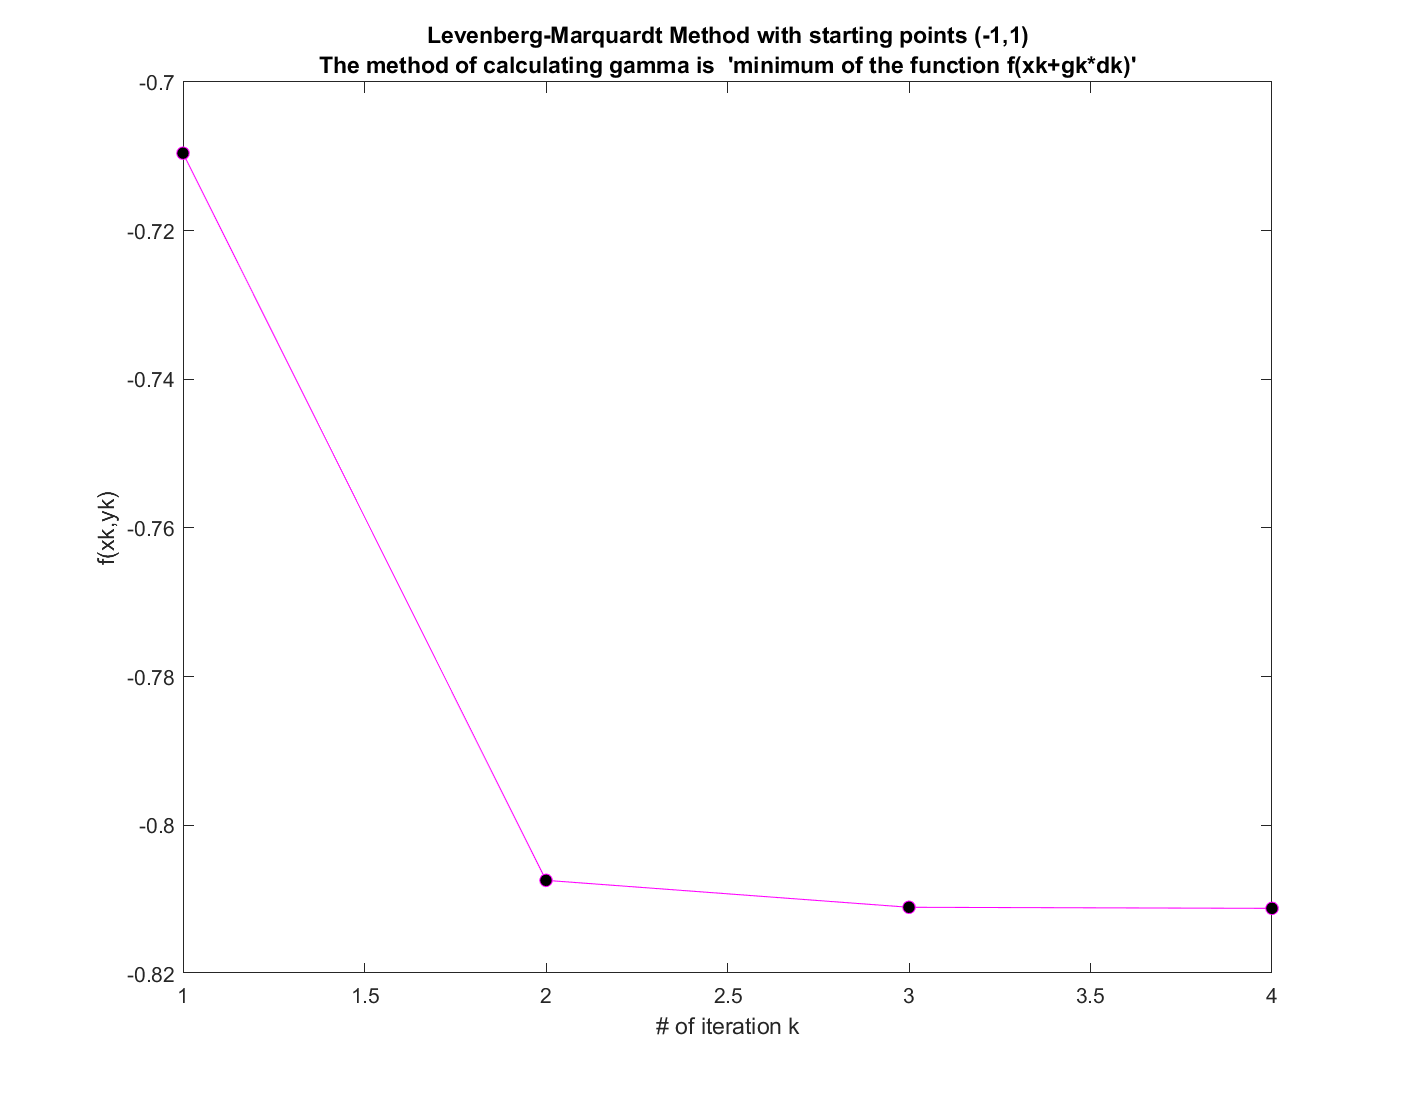 Levenberg-Marquardt Method with starting points (-1,1)
The method of calculating gamma is  'minimum of the function f(xk+gk*dk)'
-0.7
-0.72
-0.74
-0.76
-0.78
-0.8
-0.82
f(xk,yk)
1 1.5 2 2.5 3 3.5 4
# of iteration k